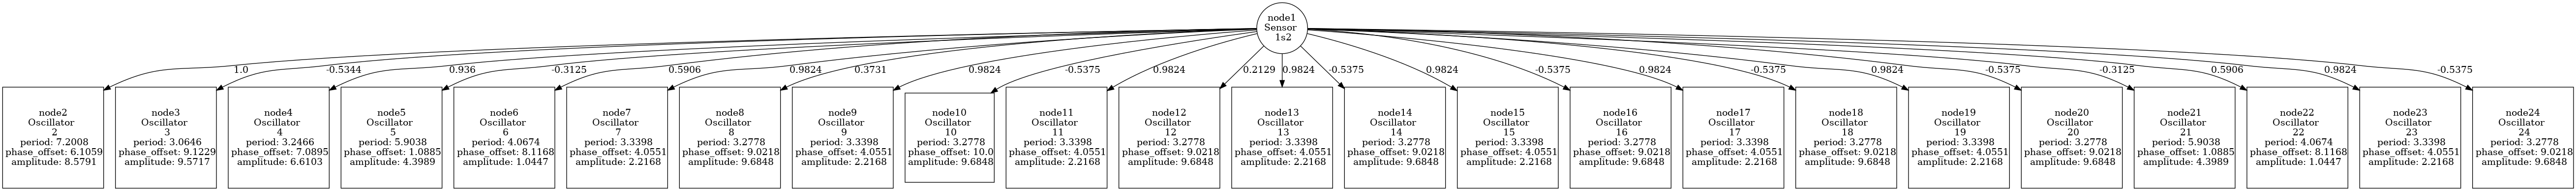 node1
Sensor
1s2
1.0
-0.5344
0.936
-0.3125
0.5906
0.9824
0.3731
0.9824
-0.5375
0.9824
0.2129
0.9824
-0.5375
0.9824
-0.5375
0.9824
-0.5375
0.9824
-0.5375
-0.3125
0.5906
0.9824
-0.5375
node2
Oscillator
2
period: 7.2008
phase_offset: 6.1059
amplitude: 8.5791
node3
Oscillator
3
period: 3.0646
phase_offset: 9.1229
amplitude: 9.5717
node4
Oscillator
4
period: 3.2466
phase_offset: 7.0895
amplitude: 6.6103
node5
Oscillator
5
period: 5.9038
phase_offset: 1.0885
amplitude: 4.3989
node6
Oscillator
6
period: 4.0674
phase_offset: 8.1168
amplitude: 1.0447
node7
Oscillator
7
period: 3.3398
phase_offset: 4.0551
amplitude: 2.2168
node8
Oscillator
8
period: 3.2778
phase_offset: 9.0218
amplitude: 9.6848
node9
Oscillator
9
period: 3.3398
phase_offset: 4.0551
amplitude: 2.2168
node10
Oscillator
10
period: 3.2778
phase_offset: 10.0
amplitude: 9.6848
node11
Oscillator
11
period: 3.3398
phase_offset: 4.0551
amplitude: 2.2168
node12
Oscillator
12
period: 3.2778
phase_offset: 9.0218
amplitude: 9.6848
node13
Oscillator
13
period: 3.3398
phase_offset: 4.0551
amplitude: 2.2168
node14
Oscillator
14
period: 3.2778
phase_offset: 9.0218
amplitude: 9.6848
node15
Oscillator
15
period: 3.3398
phase_offset: 4.0551
amplitude: 2.2168
node16
Oscillator
16
period: 3.2778
phase_offset: 9.0218
amplitude: 9.6848
node17
Oscillator
17
period: 3.3398
phase_offset: 4.0551
amplitude: 2.2168
node18
Oscillator
18
period: 3.2778
phase_offset: 9.0218
amplitude: 9.6848
node19
Oscillator
19
period: 3.3398
phase_offset: 4.0551
amplitude: 2.2168
node20
Oscillator
20
period: 3.2778
phase_offset: 9.0218
amplitude: 9.6848
node21
Oscillator
21
period: 5.9038
phase_offset: 1.0885
amplitude: 4.3989
node22
Oscillator
22
period: 4.0674
phase_offset: 8.1168
amplitude: 1.0447
node23
Oscillator
23
period: 3.3398
phase_offset: 4.0551
amplitude: 2.2168
node24
Oscillator
24
period: 3.2778
phase_offset: 9.0218
amplitude: 9.6848